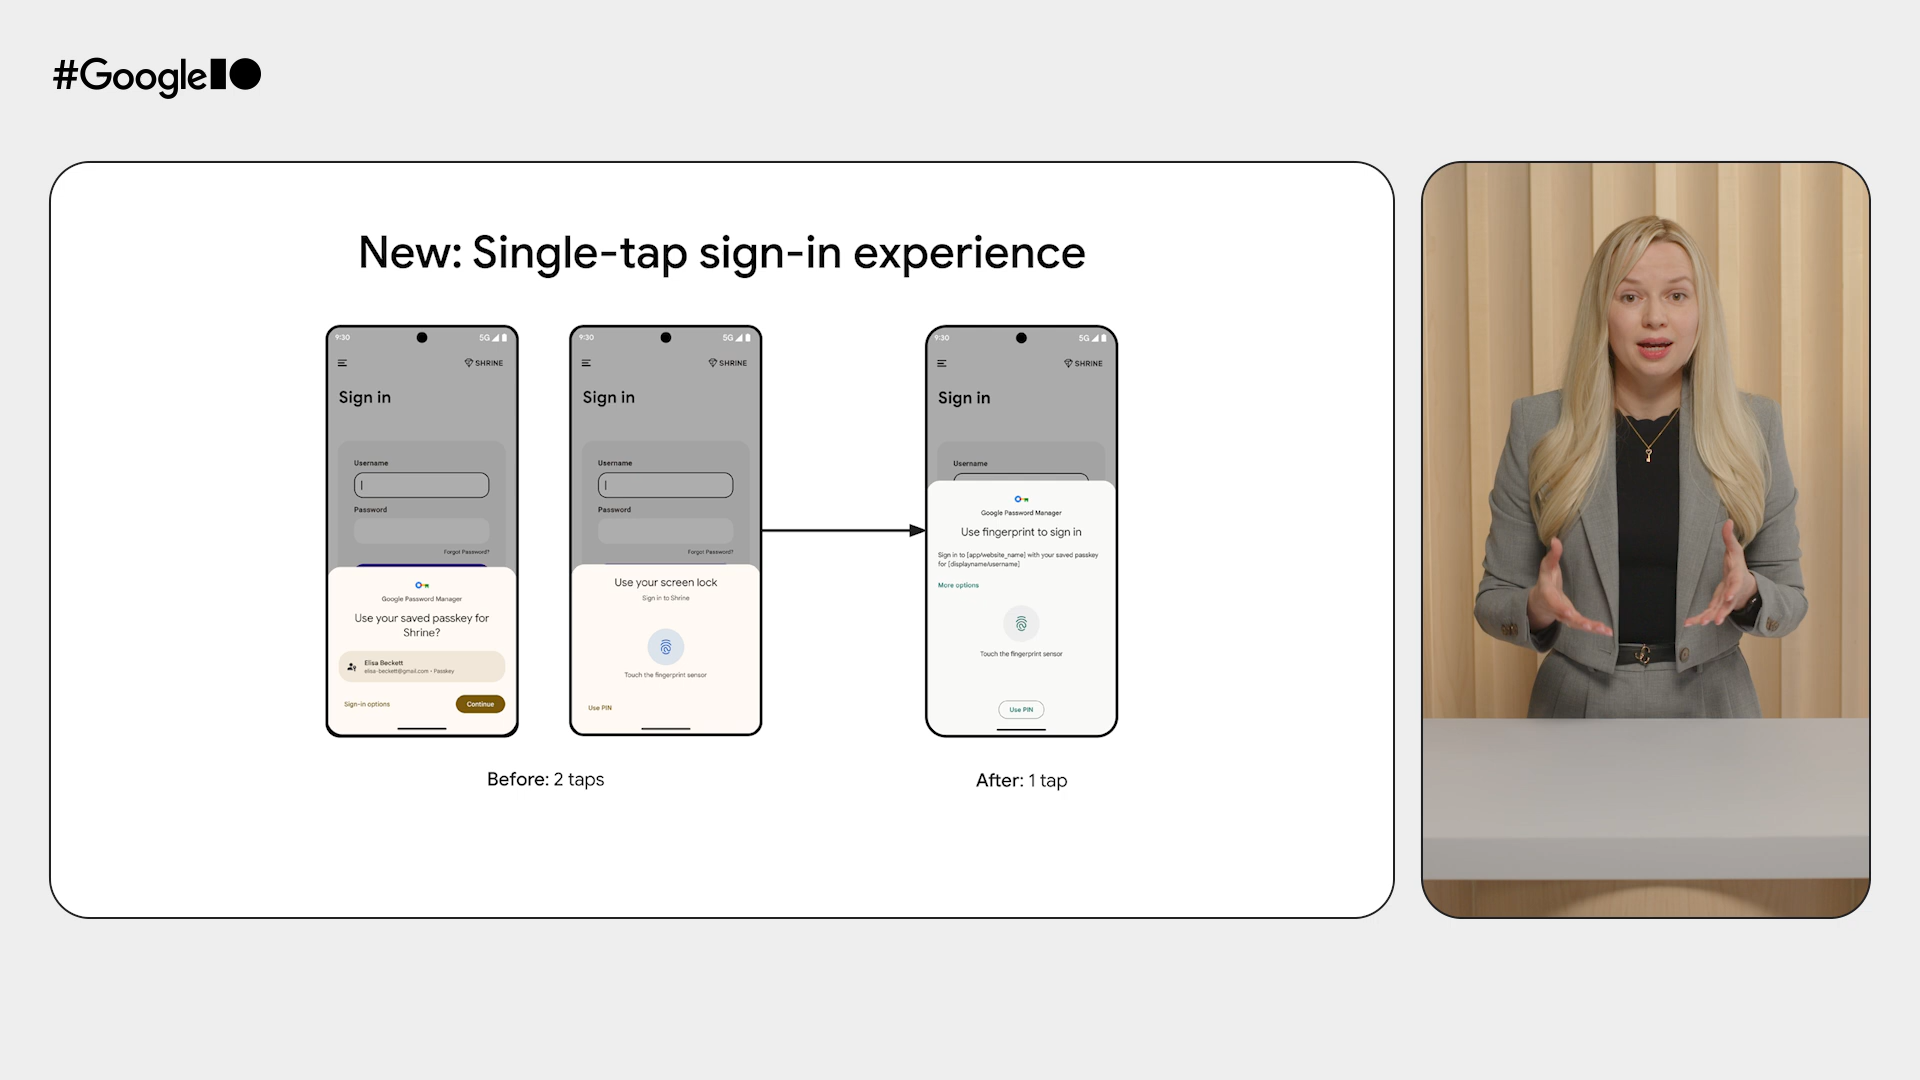 #GoogleIO
New: Single-tap sign-in experience
9:30
5G
SHRINE
Sign in
Username
Password
Forgot Password?
Google Password Manager
Use your saved passkey for
Shrine?
Elisa Beckett
elisa-beckett@gmail.com • Passkey
Sign-in options
Continue
9:30
5G
SHRINE
Sign in
Username
Password
Forgot Password?
Use your screen lock
Sign in to Shrine
Touch the fingerprint sensor
Use PIN
Before: 2 taps
9:30
5G
SHRINE
Sign in
Username
Google Password Manager
Use fingerprint to sign in
Sign in to [app/website_name] with your saved passkey
for [displayname/username]
More options
Touch the fingerprint sensor
Use PIN
After: 1 tap